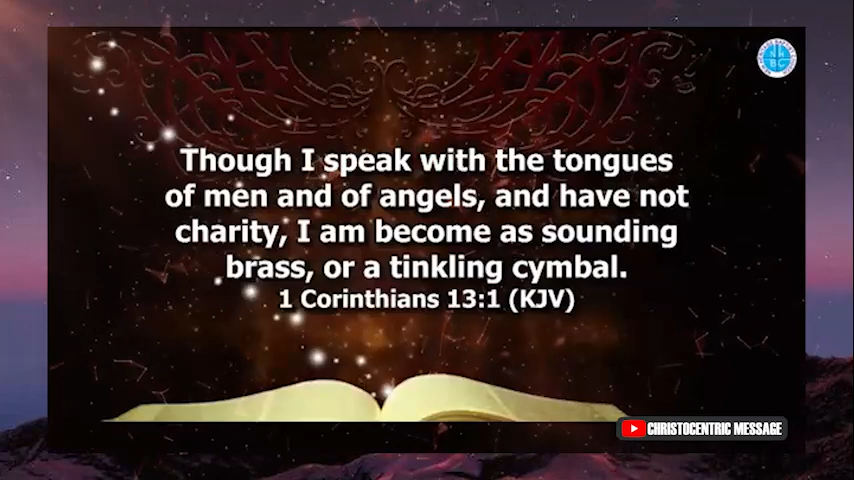 Though I speak with the tongues
of men and of angels, and have not
charity, I am become as sounding
brass, or a tinkling cymbal.
1 Corinthians 13:1 (KJV)
CHRISTOCENTRIC MESSAGE